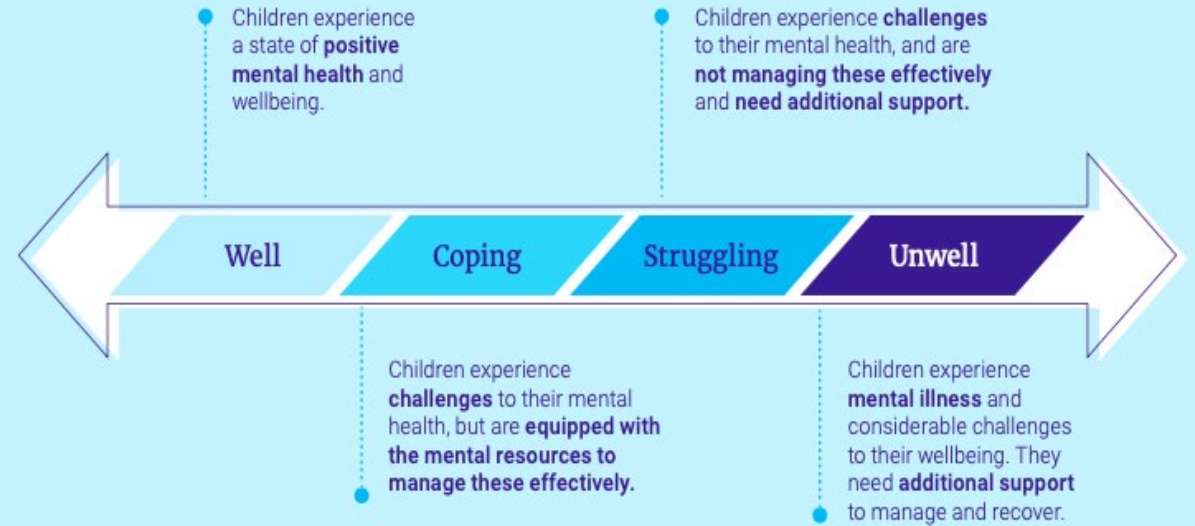 Children experience
a state of positive
mental health and
wellbeing.
Children experience challenges
to their mental health, and are
not managing these effectively
and need additional support.
Well
Coping
Struggling
Unwell
Children experience
challenges to their mental
health, but are equipped with
the mental resources to
manage these effectively.
Children experience
mental illness and
considerable challenges
to their wellbeing. They
need additional support
to manage and recover.